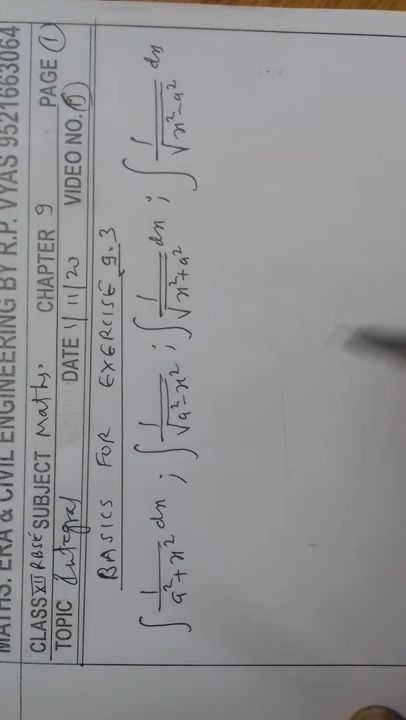 MATHS. ERA & CIVIL ENGINEERING BY R.P. VYAS 9521663064
CLASS XII RBSE SUBJECT Maths. CHAPTER 9 PAGE ①
TOPIC Integral DATE 1/11/20 VIDEO NO.
BASICS FOR EXERCISE 9.3
∫ 1/(a²+x²) dx ; ∫ 1/√(a²-x²) ; ∫ 1/√(x²+a²) dx ; ∫ 1/√(x²-a²) dx